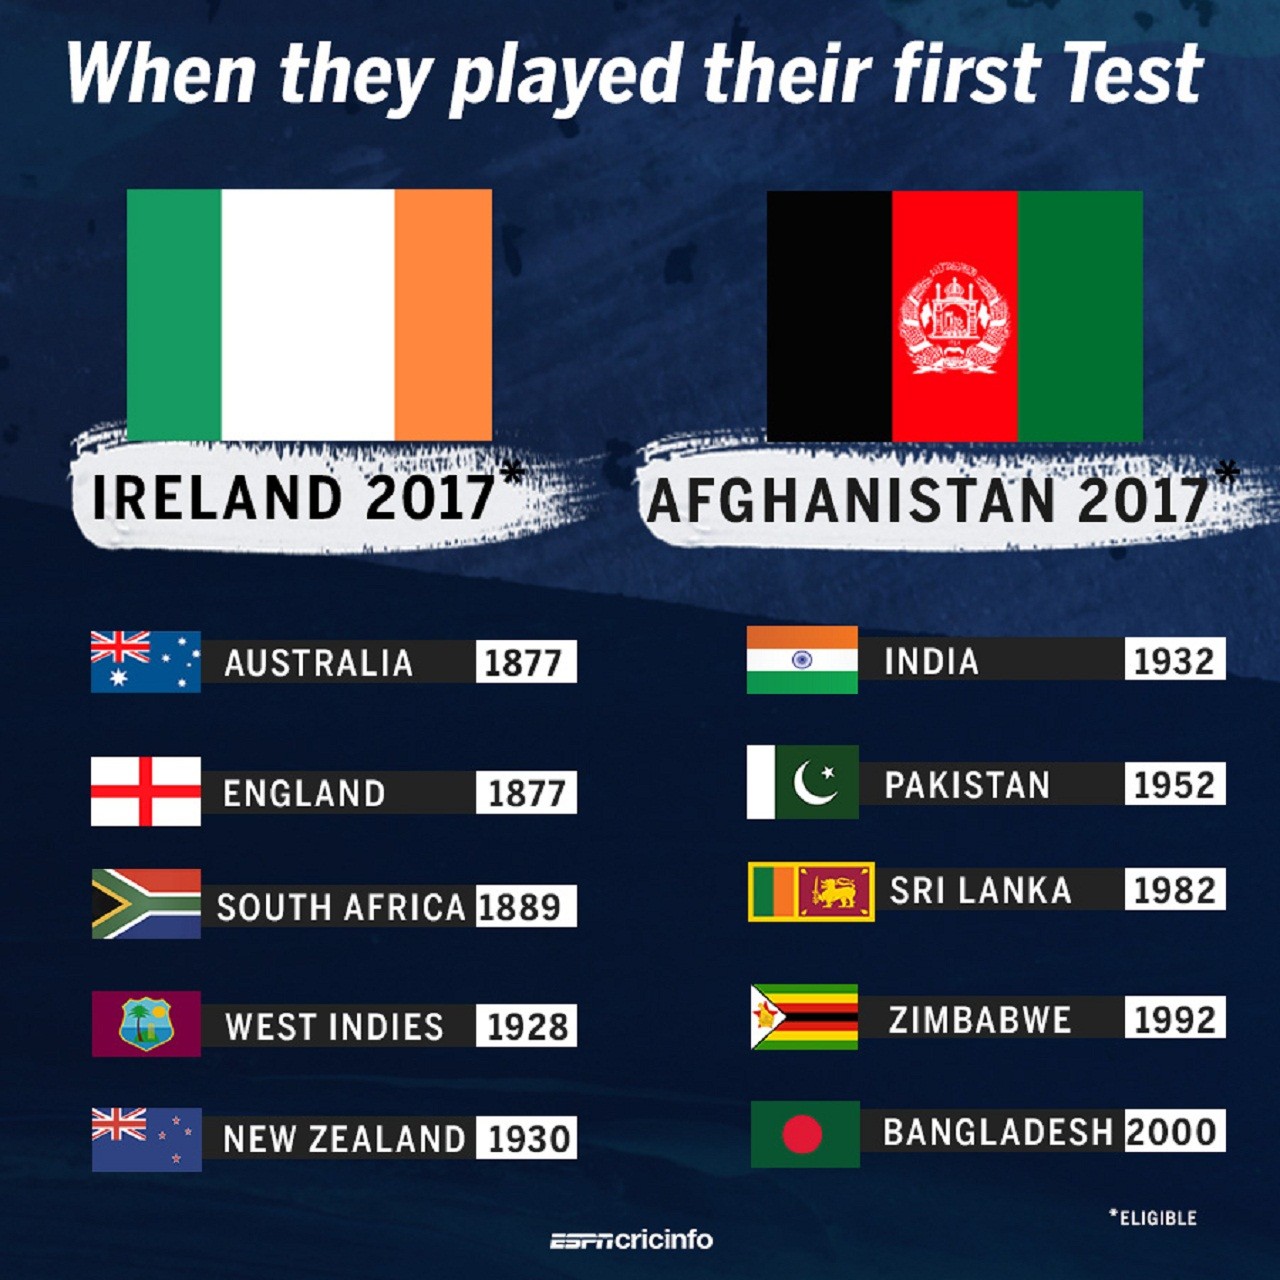 When they played their first Test
IRELAND 2017*
AFGHANISTAN 2017*
AUSTRALIA 1877
ENGLAND 1877
SOUTH AFRICA 1889
WEST INDIES 1928
NEW ZEALAND 1930
INDIA 1932
PAKISTAN 1952
SRI LANKA 1982
ZIMBABWE 1992
BANGLADESH 2000
*ELIGIBLE
ESPNcricinfo